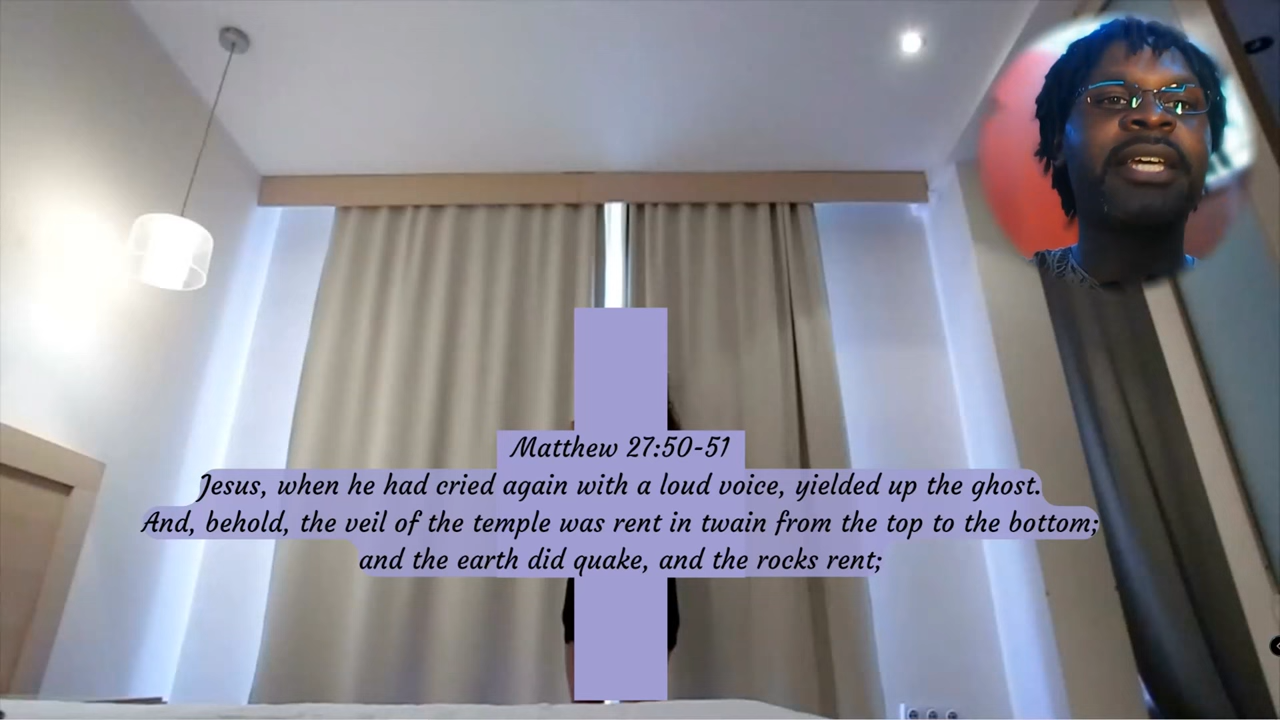 Matthew 27:50-51
Jesus, when he had cried again with a loud voice, yielded up the ghost.
And, behold, the veil of the temple was rent in twain from the top to the bottom;
and the earth did quake, and the rocks rent;